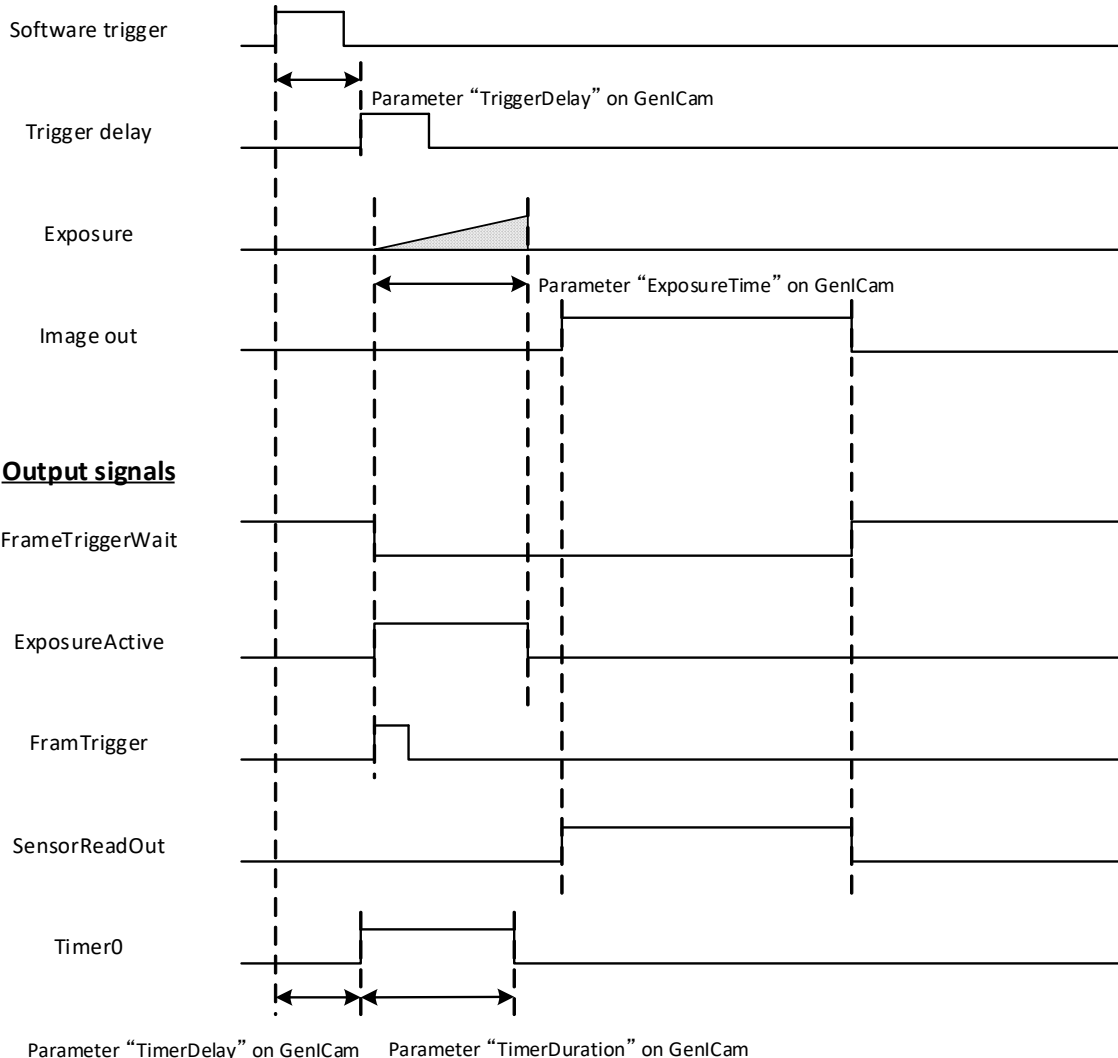 Software trigger
Parameter “TriggerDelay” on GenICam
Trigger delay
Exposure
Parameter “ExposureTime” on GenICam
Image out
Output signals
FrameTriggerWait
ExposureActive
FramTrigger
SensorReadOut
Timer0
Parameter “TimerDelay” on GenICam
Parameter “TimerDuration” on GenICam